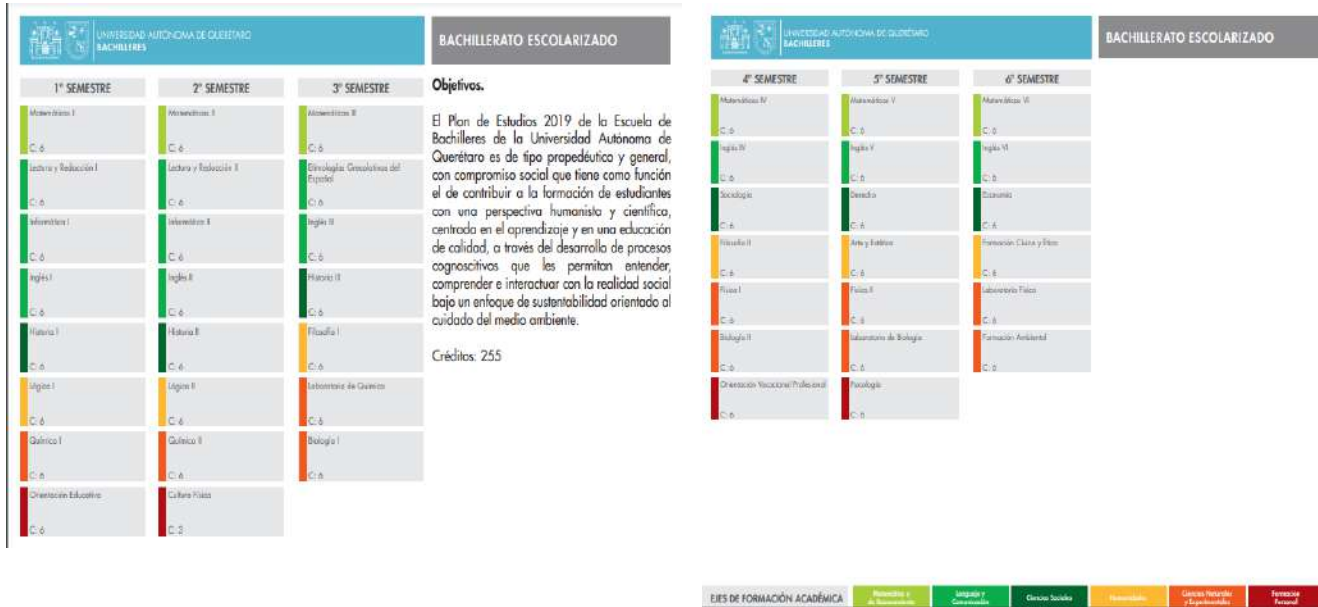 UNIVERSIDAD AUTÓNOMA DE QUERÉTARO
BACHILLERES
BACHILLERATO ESCOLARIZADO
1° SEMESTRE
Matemáticas I
C: 6
Lectura y Redacción I
C: 6
Informática I
C: 6
Inglés I
C: 6
Historia I
C: 6
Lógica I
C: 6
Química I
C: 6
Orientación Educativa
C: 6
2° SEMESTRE
Matemáticas II
C: 6
Lectura y Redacción II
C: 6
Informática II
C: 6
Inglés II
C: 6
Historia II
C: 6
Lógica II
C: 6
Química II
C: 6
Cultura Física
C: 3
3° SEMESTRE
Matemáticas III
C: 6
Etimologías Grecolatinas del
Español
C: 6
Inglés III
C: 6
Historia III
C: 6
Filosofía I
C: 6
Laboratorio de Química
C: 6
Biología I
C: 6
Objetivos.
El Plan de Estudios 2019 de la Escuela de
Bachilleres de la Universidad Autónoma de
Querétaro es de tipo propedéutico y general,
con compromiso social que tiene como función
el de contribuir a la formación de estudiantes
con una perspectiva humanista y científica,
centrada en el aprendizaje y en una educación
de calidad, a través del desarrollo de procesos
cognoscitivos que les permitan entender,
comprender e interactuar con la realidad social
bajo un enfoque de sustentabilidad orientado al
cuidado del medio ambiente.
Créditos: 255
UNIVERSIDAD AUTÓNOMA DE QUERÉTARO
BACHILLERES
BACHILLERATO ESCOLARIZADO
4° SEMESTRE
Matemáticas IV
C: 6
Inglés IV
C: 6
Sociología
C: 6
Filosofía II
C: 6
Física I
C: 6
Biología II
C: 6
Orientación Vocacional Profesional
C: 6
5° SEMESTRE
Matemáticas V
C: 6
Inglés V
C: 6
Derecho
C: 6
Arte y Estética
C: 6
Física II
C: 6
Laboratorio de Biología
C: 6
Psicología
C: 6
6° SEMESTRE
Matemáticas VI
C: 6
Inglés VI
C: 6
Economía
C: 6
Formación Cívica y Ética
C: 6
Laboratorio Física
C: 6
Formación Ambiental
C: 6
EJES DE FORMACIÓN ACADÉMICA
Matemática y
de Razonamiento
Lenguaje y
Comunicación
Ciencias Sociales
Humanidades
Ciencias Naturales
y Experimentales
Formación
Personal